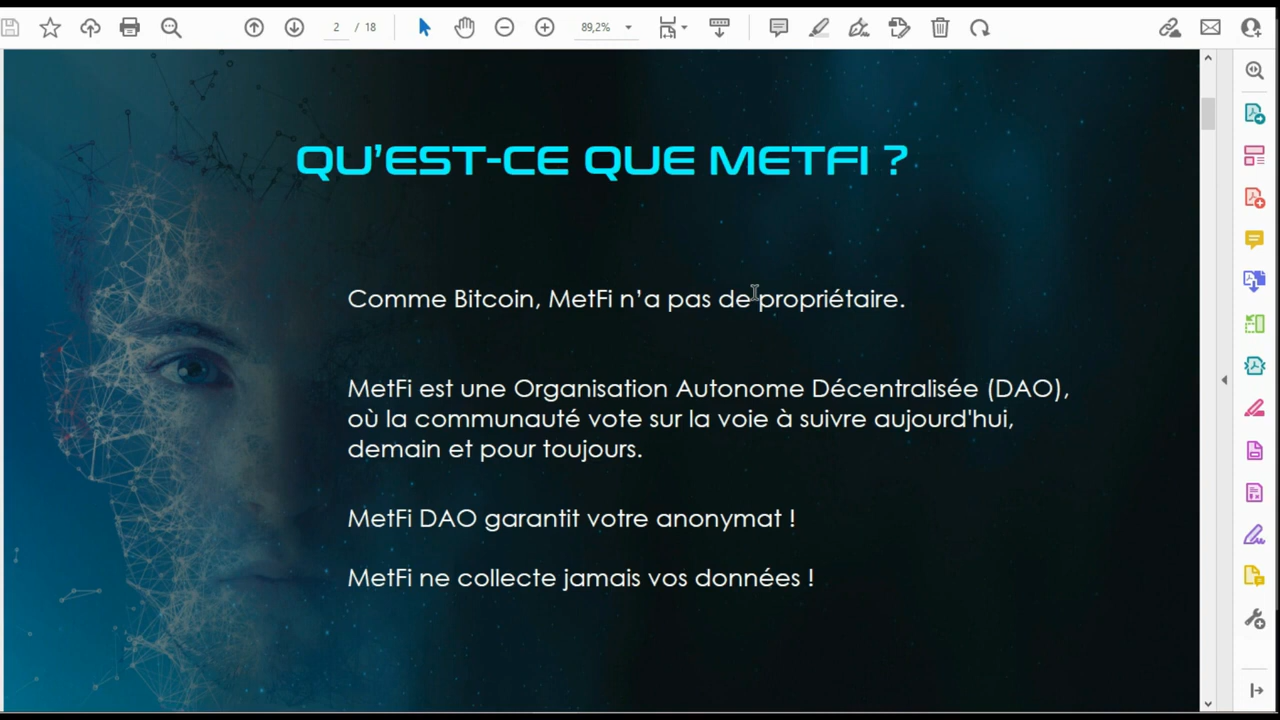 2 / 18
89,2%
QU'EST-CE QUE METFI ?
Comme Bitcoin, MetFi n'a pas de propriétaire.
MetFi est une Organisation Autonome Décentralisée (DAO),
où la communauté vote sur la voie à suivre aujourd'hui,
demain et pour toujours.
MetFi DAO garantit votre anonymat !
MetFi ne collecte jamais vos données !